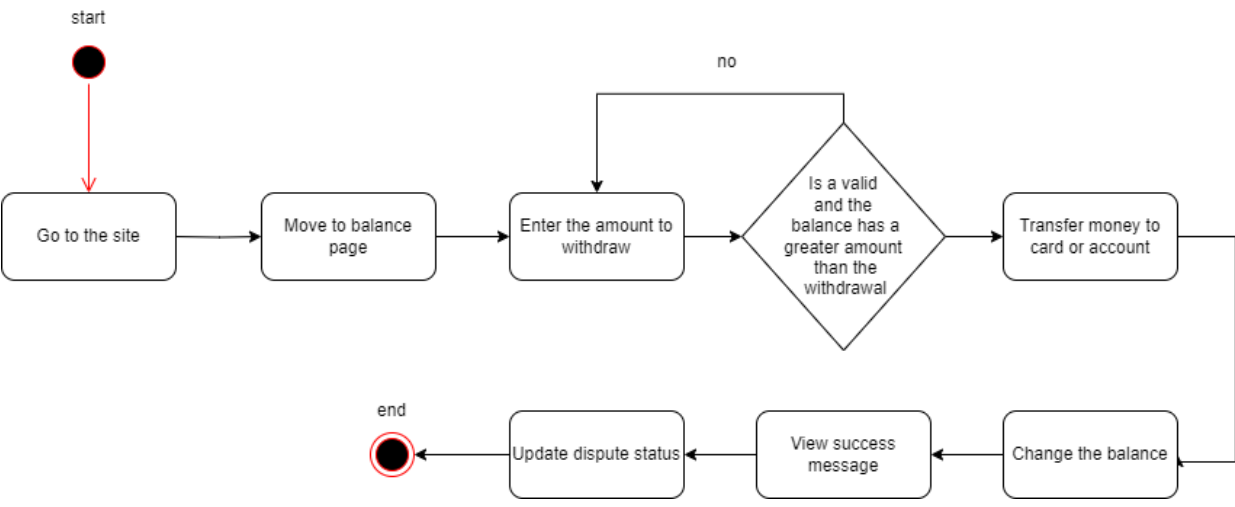 start
no
Go to the site
Move to balance
page
Enter the amount to
withdraw
Is a valid
and the
balance has a
greater amount
than the
withdrawal
Transfer money to
card or account
end
Update dispute status
View success
message
Change the balance